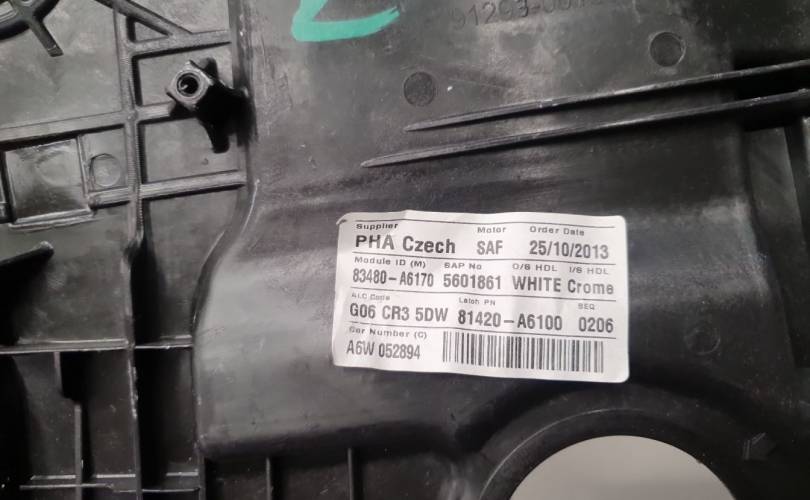 Supplier Motor Order Date
PHA Czech SAF 25/10/2013
Module ID (M) SAP No O/S HDL I/S HDL
83480-A6170 5601861 WHITE Crome
ALC Code Latch PN SEQ
G06 CR3 5DW 81420-A6100 0206
Ser Number (C)
A6W 052894